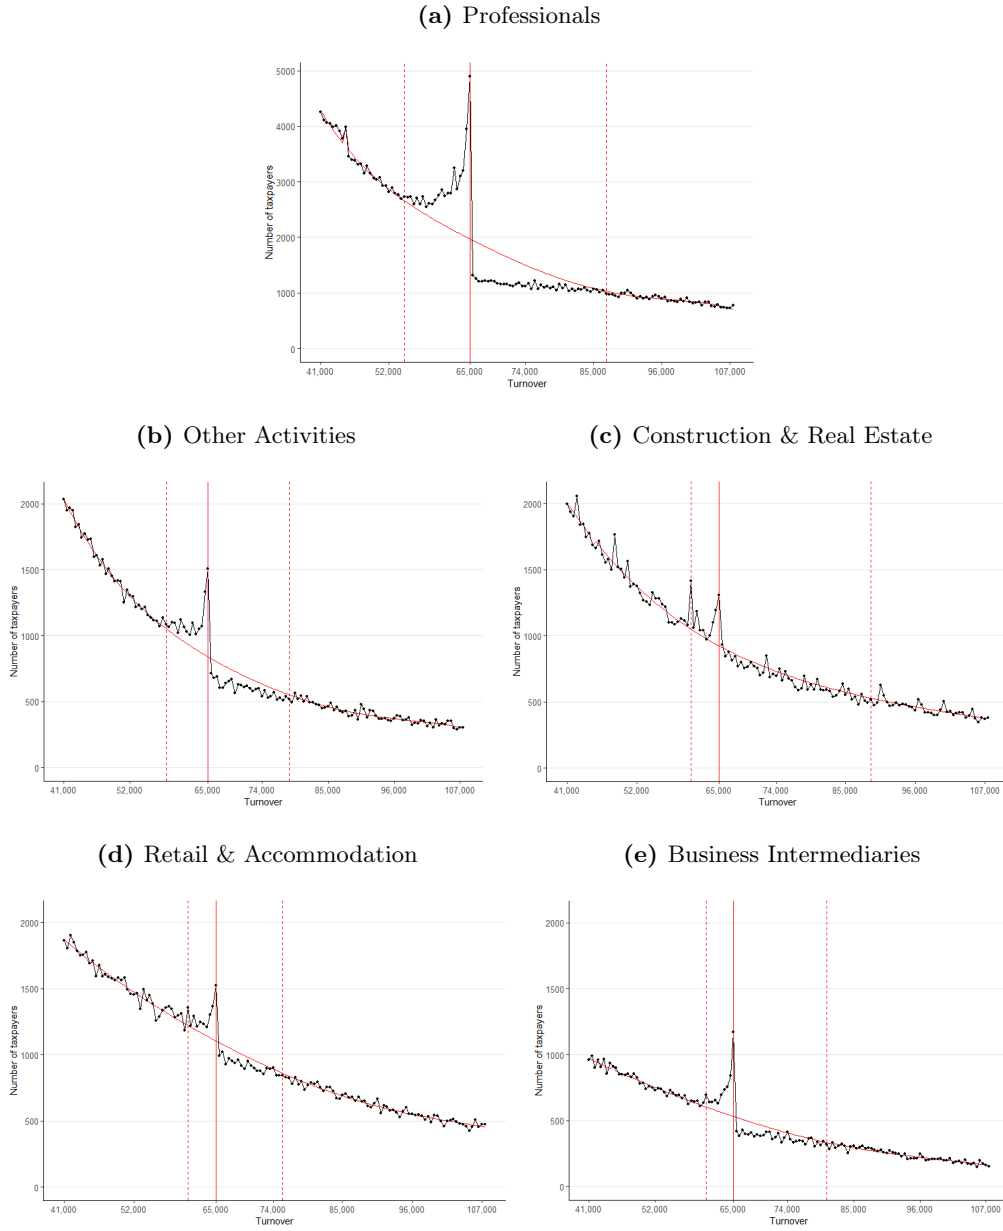 (a) Professionals
Number of taxpayers
5000
4000
3000
2000
1000
0
41,000 52,000 65,000 74,000 85,000 96,000 107,000
Turnover
(b) Other Activities
Number of taxpayers
2000
1500
1000
500
0
41,000 52,000 65,000 74,000 85,000 96,000 107,000
Turnover
(c) Construction & Real Estate
Number of taxpayers
2000
1500
1000
500
0
41,000 52,000 65,000 74,000 85,000 96,000 107,000
Turnover
(d) Retail & Accommodation
Number of taxpayers
2000
1500
1000
500
0
41,000 52,000 65,000 74,000 85,000 96,000 107,000
Turnover
(e) Business Intermediaries
Number of taxpayers
2000
1500
1000
500
0
41,000 52,000 65,000 74,000 85,000 96,000 107,000
Turnover